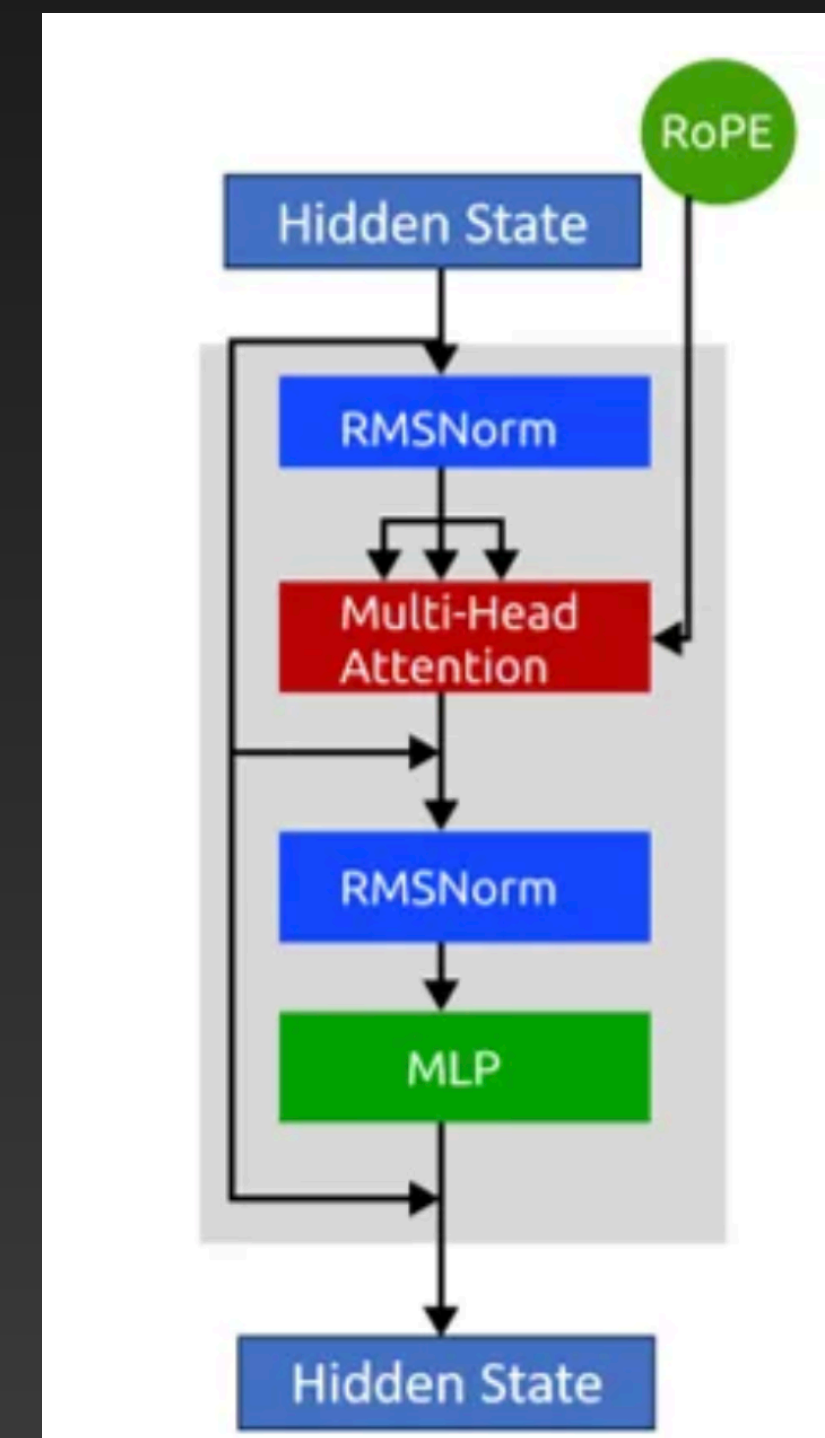 RoPE
Hidden State
RMSNorm
Multi-Head
Attention
RMSNorm
MLP
Hidden State